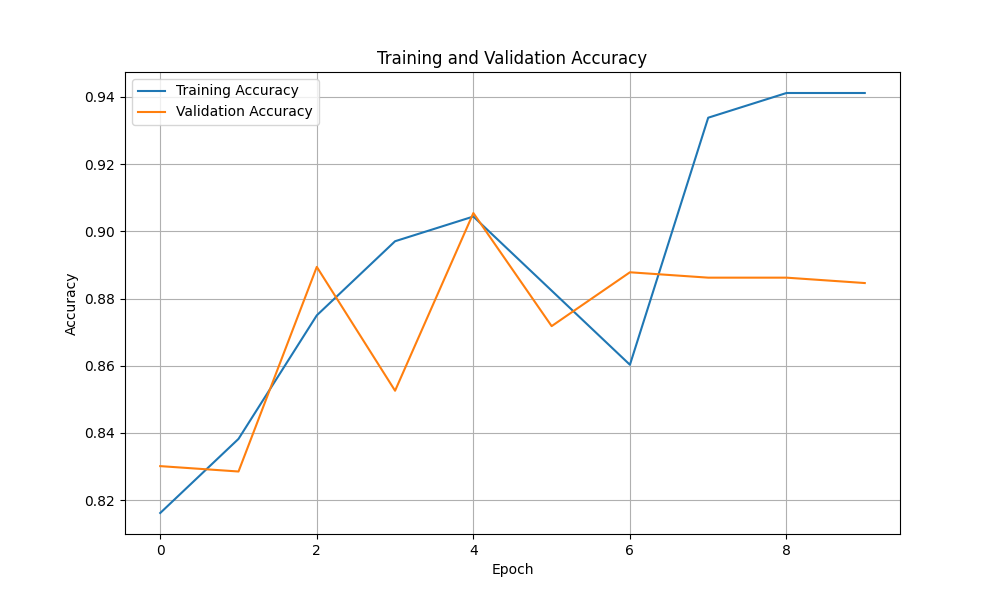 Training and Validation Accuracy
Training Accuracy
Validation Accuracy
0.94
0.92
0.90
0.88
0.86
0.84
0.82
Accuracy
0 2 4 6 8
Epoch